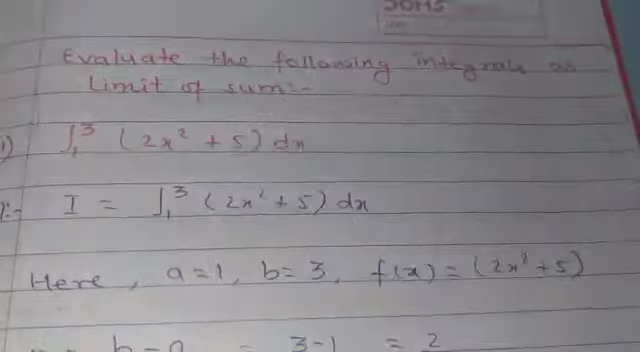 SOHS
Evaluate the following integrals as
Limit of sum:-
1) ∫₁³ (2x² + 5) dx
I = ∫₁³ (2x² + 5) dx
Here, a=1, b=3, f(x) = (2x² + 5)
b-a = 3-1 = 2